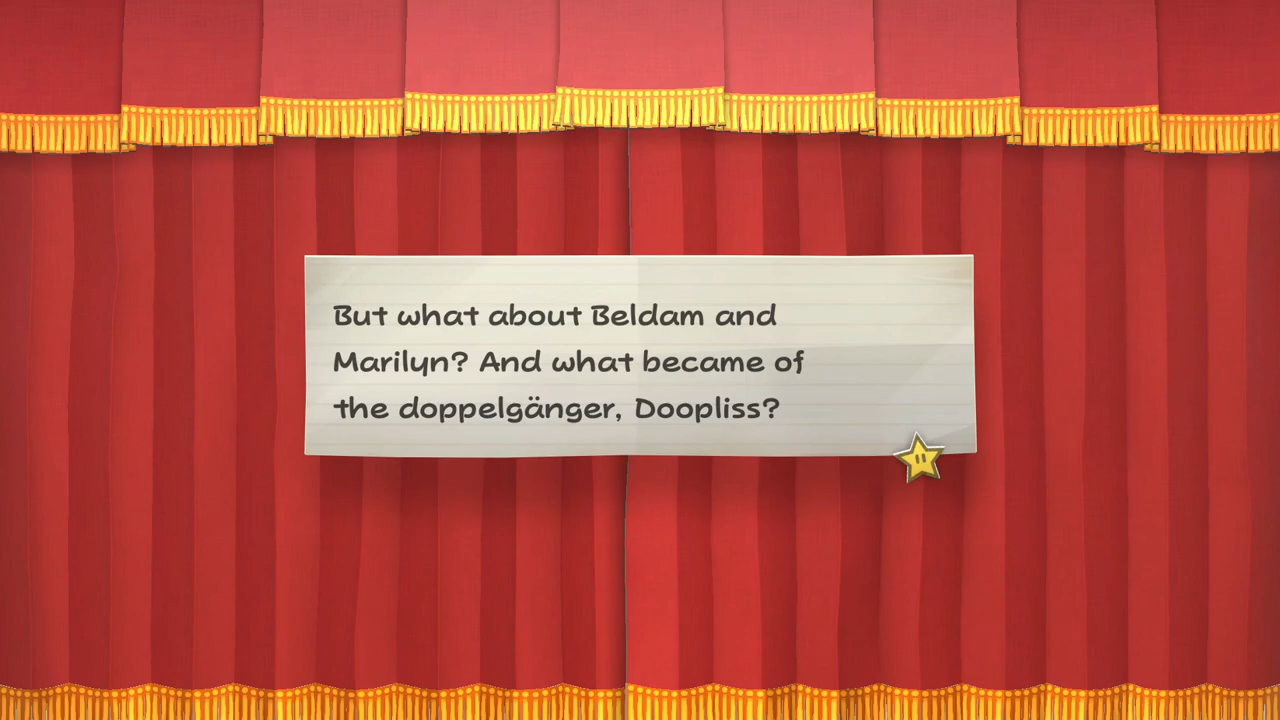 But what about Beldam and
Marilyn? And what became of
the doppelgänger, Doopliss?